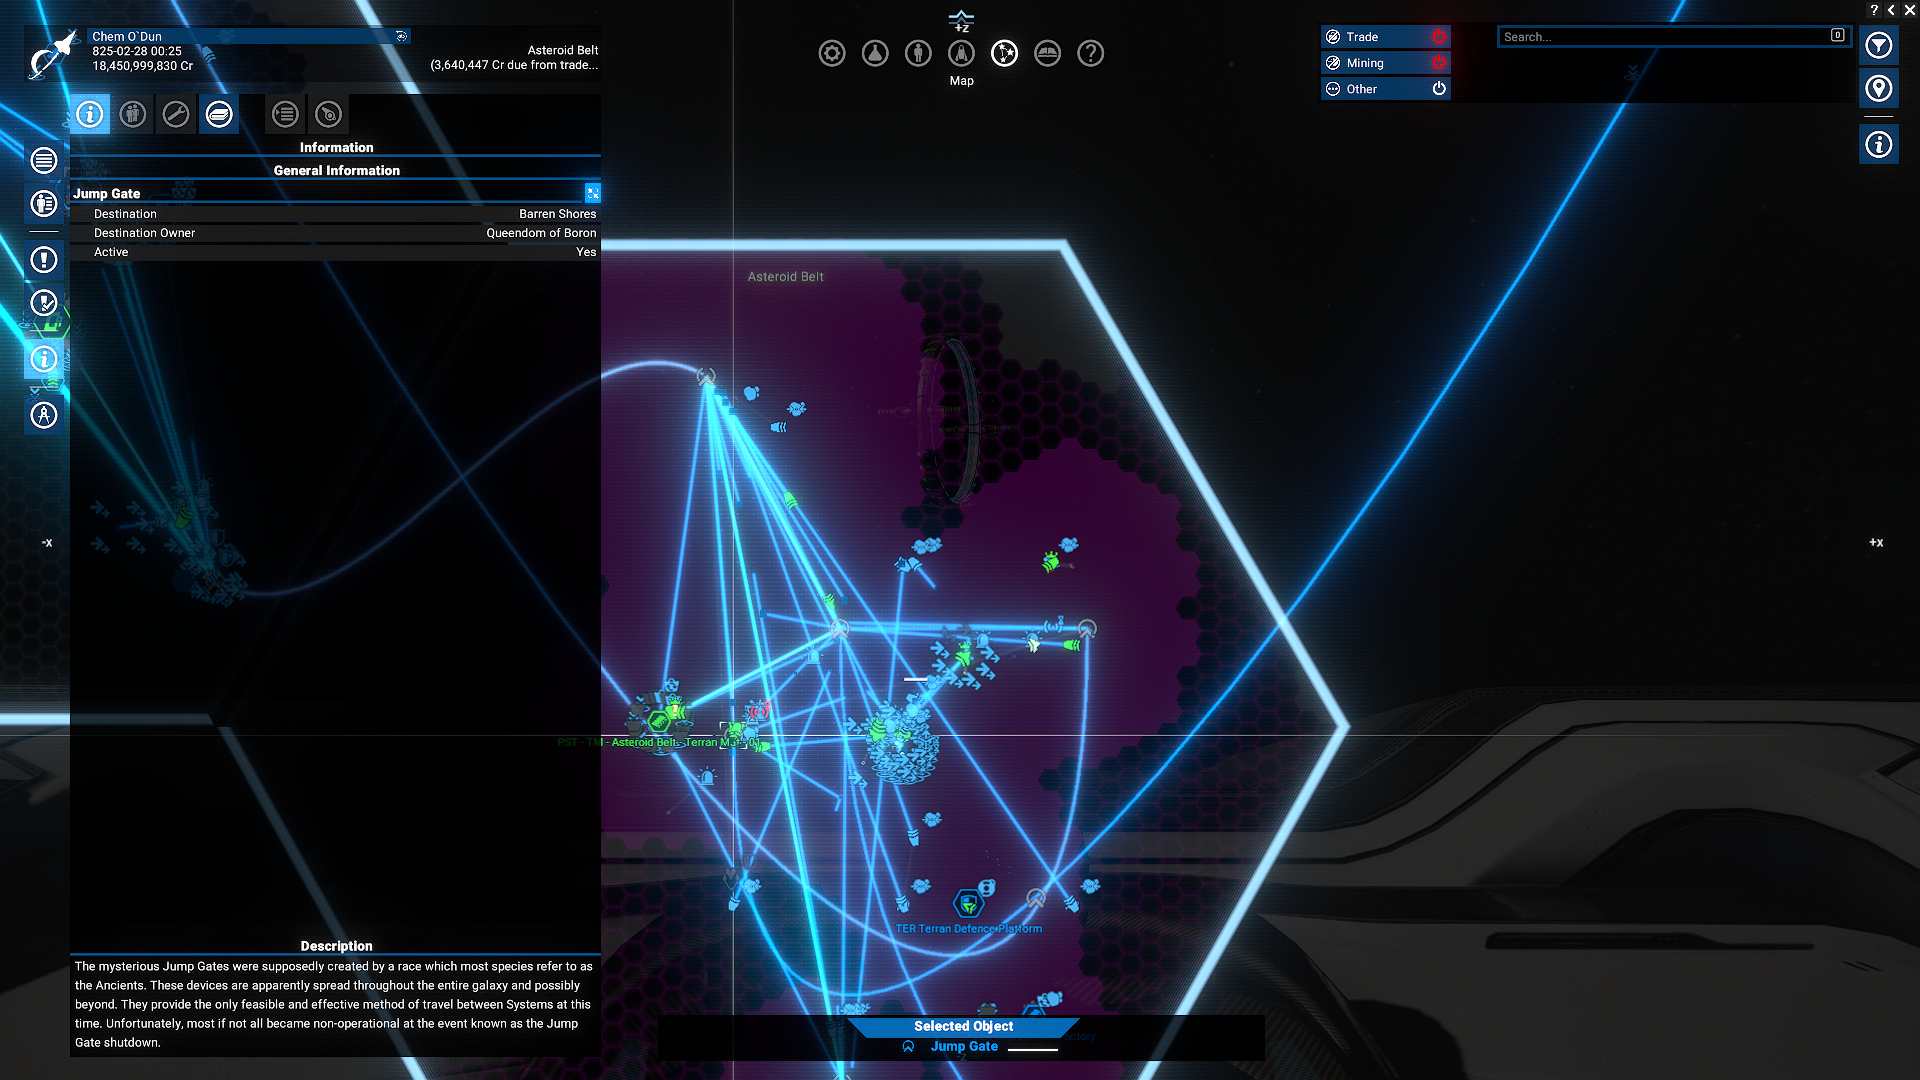 ? < X
Chem O`Dun
825-02-28 00:25
18,450,999,830 Cr
Asteroid Belt
(3,640,447 Cr due from trade...
+Z
Map
Trade
Mining
Other
Search...
0
Information
General Information
Jump Gate
Destination Barren Shores
Destination Owner Queendom of Boron
Active Yes
Asteroid Belt
-X
+X
PST - TM - Asteroid Belt - Terran
TER Terran Defence Platform
Description
The mysterious Jump Gates were supposedly created by a race which most species refer to as
the Ancients. These devices are apparently spread throughout the entire galaxy and possibly
beyond. They provide the only feasible and effective method of travel between Systems at this
time. Unfortunately, most if not all became non-operational at the event known as the Jump
Gate shutdown.
Selected Object
Jump Gate
-Z